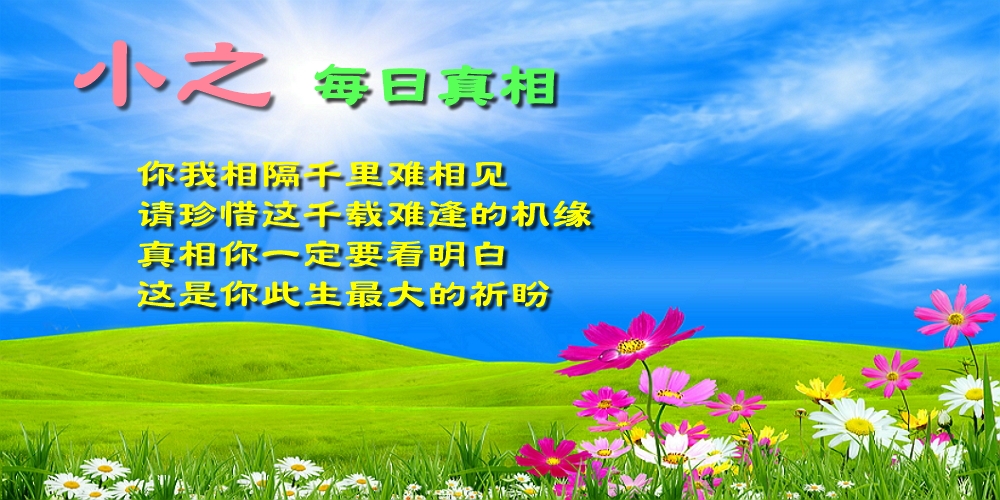 小之 每日真相
你我相隔千里难相见
请珍惜这千载难逢的机缘
真相你一定要看明白
这是你此生最大的祈盼